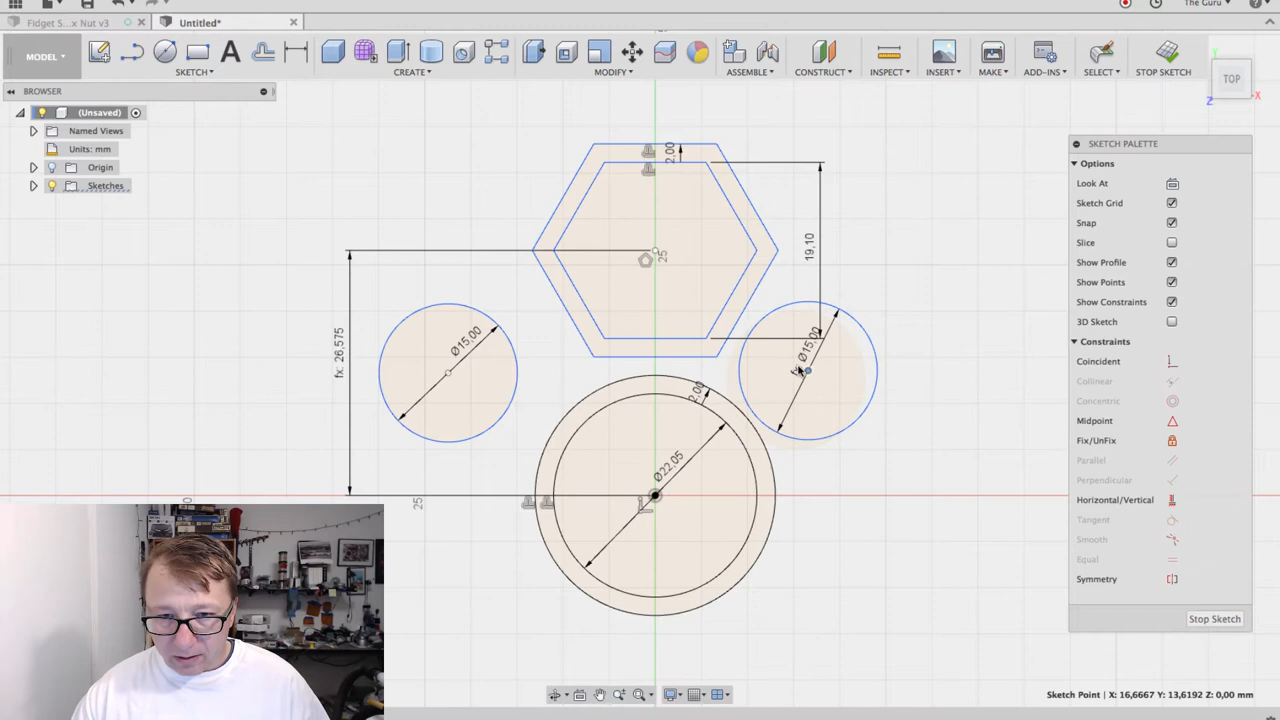 The Guru
Fidget S...x Nut v3
Untitled*
MODEL
SKETCH
CREATE
MODIFY
ASSEMBLE
CONSTRUCT
INSPECT
INSERT
MAKE
ADD-INS
SELECT
STOP SKETCH
TOP
Y
X
Z
BROWSER
(Unsaved)
Named Views
Units: mm
Origin
Sketches
SKETCH PALETTE
Options
Look At
Sketch Grid
Snap
Slice
Show Profile
Show Points
Show Constraints
3D Sketch
Constraints
Coincident
Collinear
Concentric
Midpoint
Fix/UnFix
Parallel
Perpendicular
Horizontal/Vertical
Tangent
Smooth
Equal
Symmetry
Stop Sketch
2,00
19,10
25
fx: 26,575
Ø15,00
fx: Ø15,00
2,00
Ø22,05
25
Sketch Point | X: 16,6667 Y: 13,6192 Z: 0,00 mm